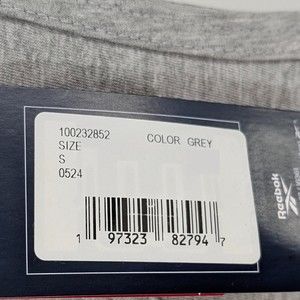 100232852 COLOR GREY
SIZE
S
0524
1 97323 82794 7
Reebok